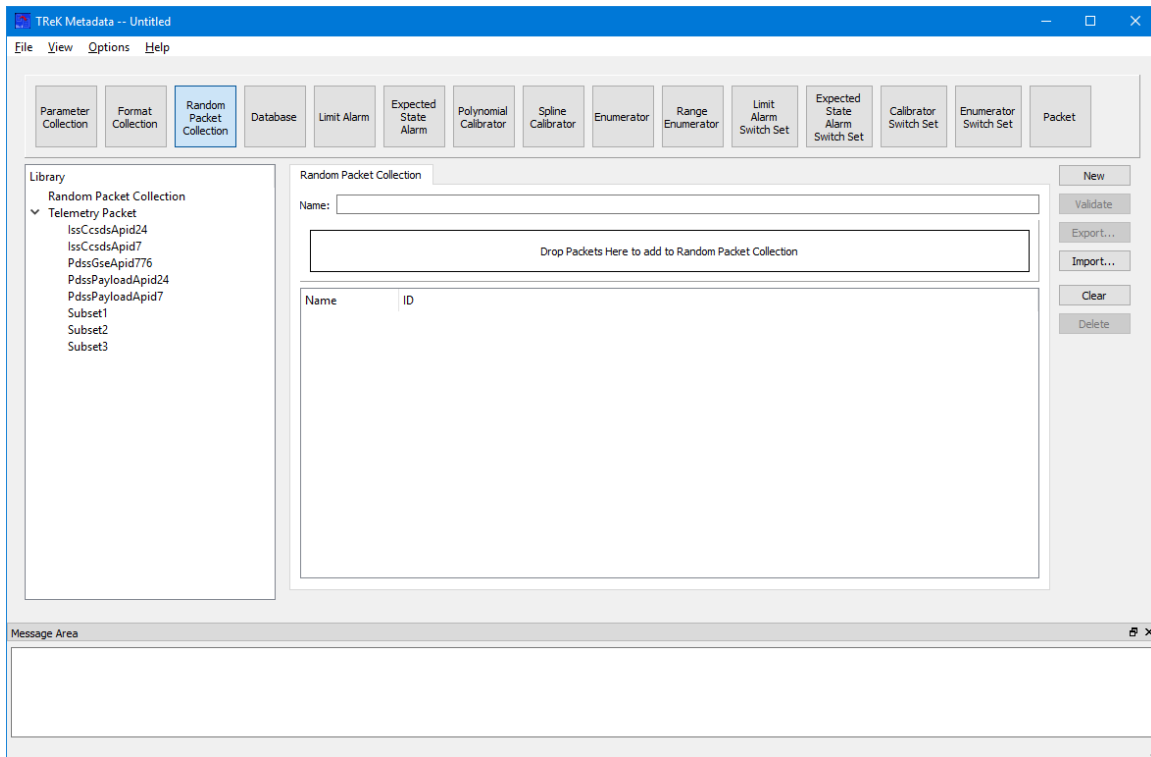 TReK Metadata -- Untitled
File View Options Help
Parameter
Collection
Format
Collection
Random
Packet
Collection
Database
Limit Alarm
Expected
State
Alarm
Polynomial
Calibrator
Spline
Calibrator
Enumerator
Range
Enumerator
Limit
Alarm
Switch Set
Expected
State
Alarm
Switch Set
Calibrator
Switch Set
Enumerator
Switch Set
Packet
Library
Random Packet Collection
Telemetry Packet
IssCcsdsApid24
IssCcsdsApid7
PdssGseApid776
PdssPayloadApid24
PdssPayloadApid7
Subset1
Subset2
Subset3
Random Packet Collection
Name:
Drop Packets Here to add to Random Packet Collection
Name ID
New
Validate
Export...
Import...
Clear
Delete
Message Area